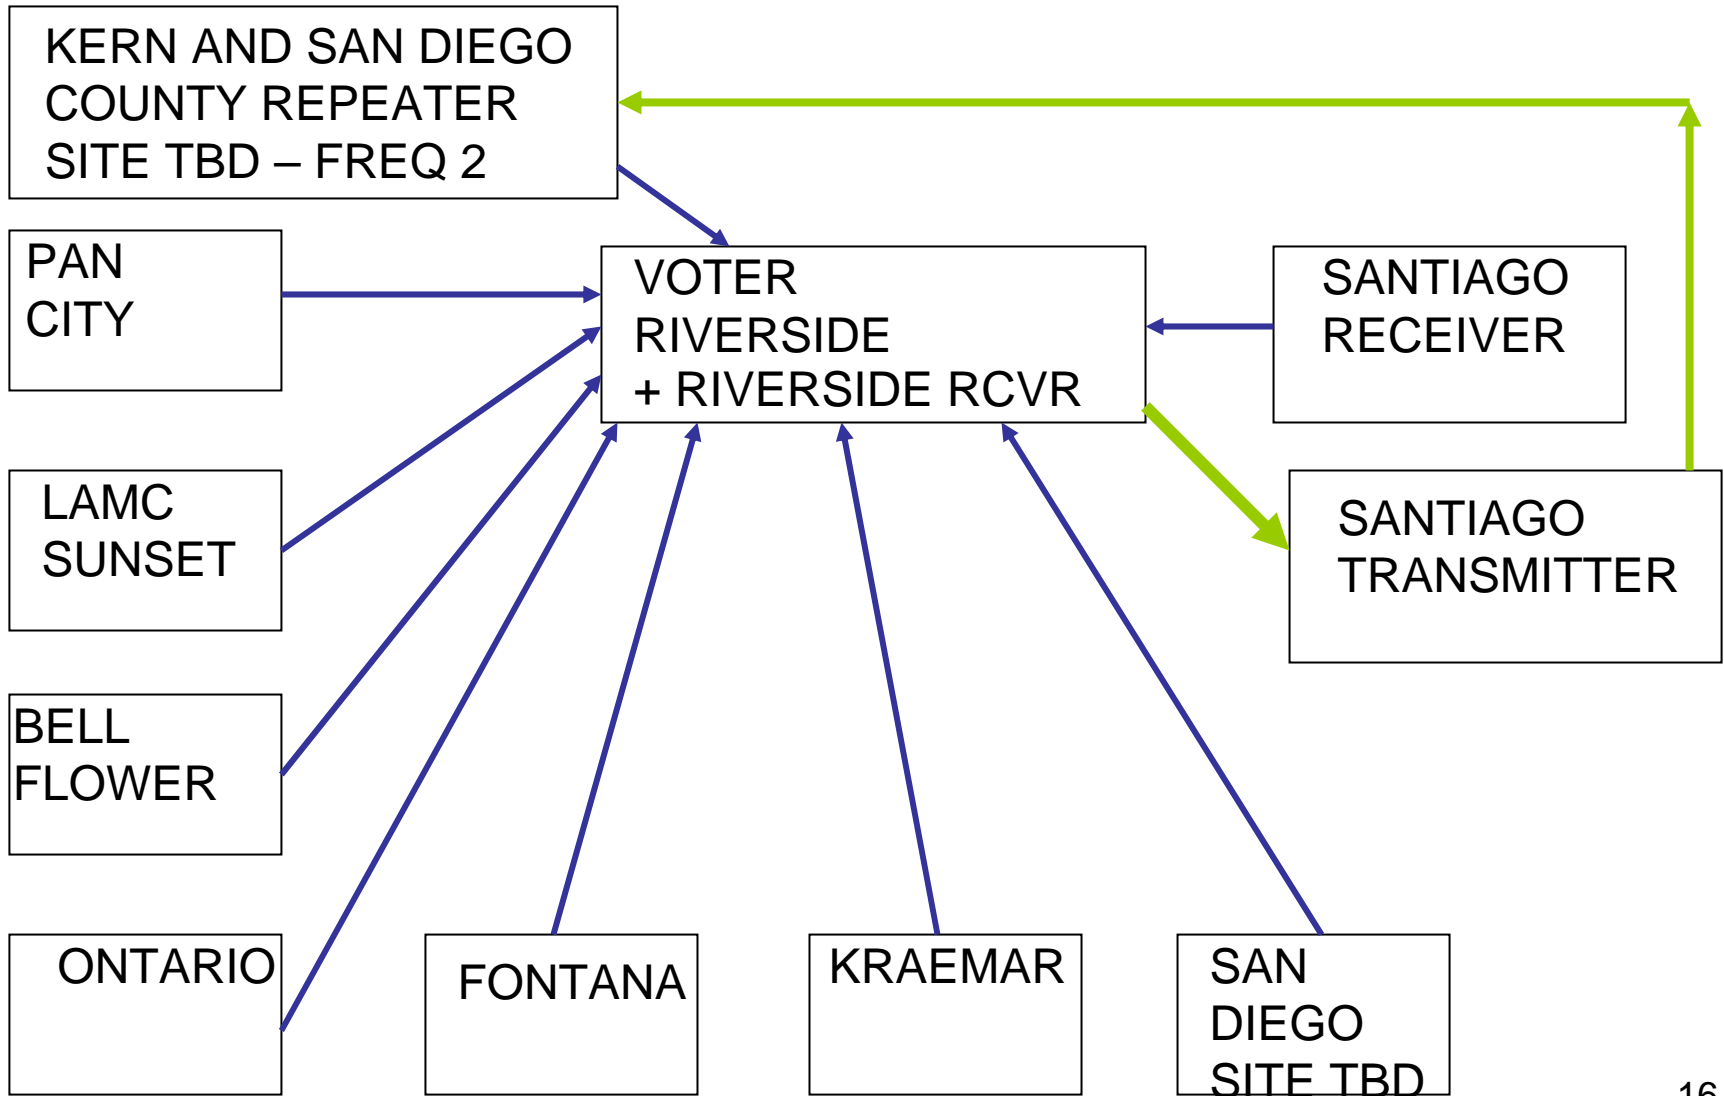 KERN AND SAN DIEGO
COUNTY REPEATER
SITE TBD – FREQ 2
PAN
CITY
VOTER
RIVERSIDE
+ RIVERSIDE RCVR
SANTIAGO
RECEIVER
LAMC
SUNSET
SANTIAGO
TRANSMITTER
BELL
FLOWER
ONTARIO
FONTANA
KRAEMAR
SAN
DIEGO
SITE TBD
16